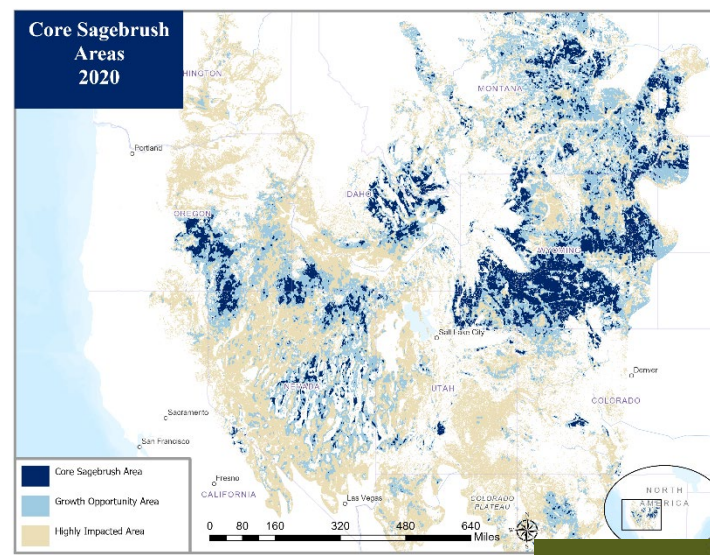 Core Sagebrush
Areas
2020
HINGTON
MONTANA
Portland
DAHO
OREGON
WYOMING
Salt Lake City
NEVADA
UTAH
Denver
COLORADO
Sacramento
San Francisco
Fresno
CALIFORNIA
Las Vegas
COLORADO
PLATEAU
Core Sagebrush Area
Growth Opportunity Area
Highly Impacted Area
0 80 160 320 480 640
Miles
N
NORTH
AMERICA